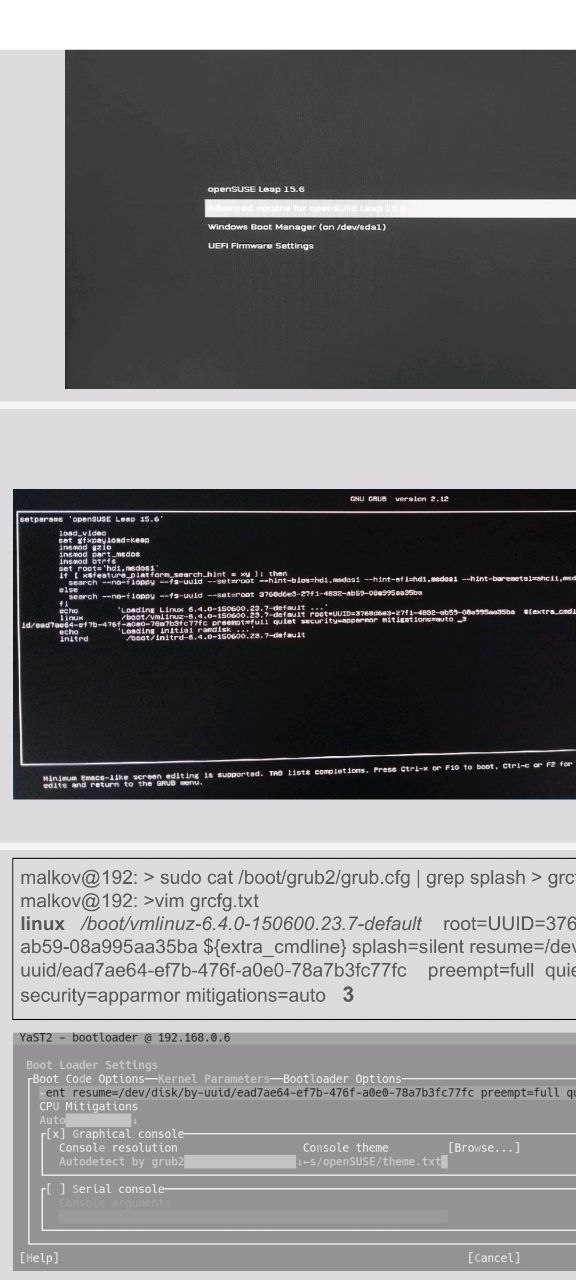 openSUSE Leap 15.6
Advanced options for openSUSE Leap 15.6
Windows Boot Manager (on /dev/sda1)
UEFI Firmware Settings
GNU GRUB version 2.12
setparams 'openSUSE Leap 15.6'
load_video
set gfxpayload=keep
insmod gzio
insmod part_msdos
insmod btrfs
set root='hd1,msdos1'
if [ x$feature_platform_search_hint = xy ]; then
search --no-floppy --fs-uuid --set=root --hint-bios=hd1,msdos1 --hint-efi=hd1,msdos1 --hint-baremetal=ahci1,msd
else
search --no-floppy --fs-uuid --set=root 3768d6e3-27f1-4832-ab59-08a995aa35ba
fi
echo 'Loading Linux 6.4.0-150600.23.7-default ...'
linux /boot/vmlinuz-6.4.0-150600.23.7-default root=UUID=3768d6e3-27f1-4832-ab59-08a995aa35ba ${extra_cmdl
id/ead7ae64-ef7b-476f-a0e0-78a7b3fc77fc preempt=full quiet security=apparmor mitigations=auto _3
echo 'Loading initial ramdisk ...'
initrd /boot/initrd-6.4.0-150600.23.7-default
Minimum Emacs-like screen editing is supported. TAB lists completions. Press Ctrl-x or F10 to boot, Ctrl-c or F2 for
edits and return to the GRUB menu.
malkov@192: > sudo cat /boot/grub2/grub.cfg | grep splash > grcf
malkov@192: >vim grcfg.txt
linux /boot/vmlinuz-6.4.0-150600.23.7-default root=UUID=376
ab59-08a995aa35ba ${extra_cmdline} splash=silent resume=/dev
uuid/ead7ae64-ef7b-476f-a0e0-78a7b3fc77fc preempt=full quie
security=apparmor mitigations=auto 3
YaST2 - bootloader @ 192.168.0.6
Boot Loader Settings
Boot Code Options──Kernel Parameters──Bootloader Options
ent resume=/dev/disk/by-uuid/ead7ae64-ef7b-476f-a0e0-78a7b3fc77fc preempt=full qu
CPU Mitigations
Auto ↓
[x] Graphical console
Console resolution Console theme [Browse...]
Autodetect by grub2 ↓←s/openSUSE/theme.txt
[ ] Serial console
Console arguments
[Help] [Cancel]